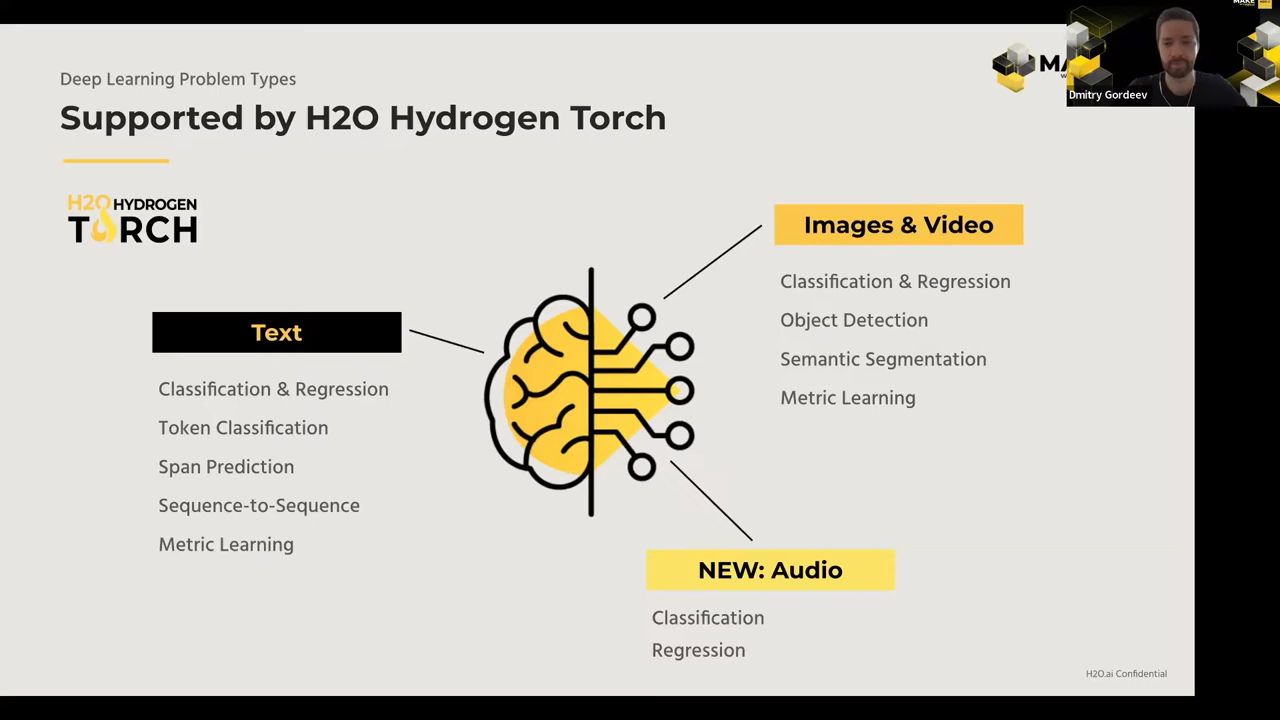 Deep Learning Problem Types
Supported by H2O Hydrogen Torch
H2O HYDROGEN
TORCH
Text
Classification & Regression
Token Classification
Span Prediction
Sequence-to-Sequence
Metric Learning
Images & Video
Classification & Regression
Object Detection
Semantic Segmentation
Metric Learning
NEW: Audio
Classification
Regression
H2O.ai Confidential
MAKE
Dmitry Gordeev